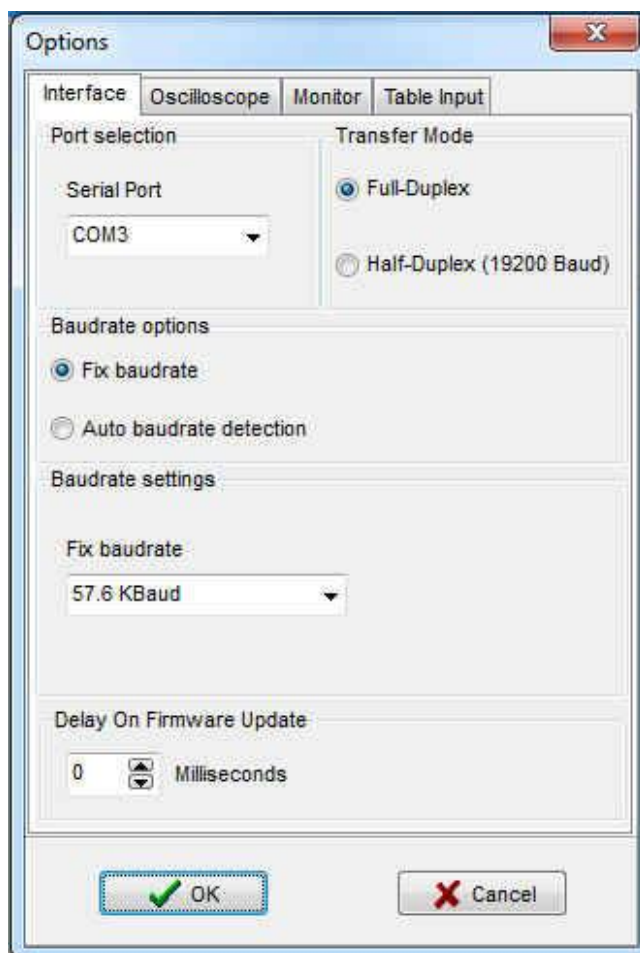 Options
Interface Oscilloscope Monitor Table Input
Port selection
Serial Port
COM3
Transfer Mode
Full-Duplex
Half-Duplex (19200 Baud)
Baudrate options
Fix baudrate
Auto baudrate detection
Baudrate settings
Fix baudrate
57.6 KBaud
Delay On Firmware Update
0 Milliseconds
OK Cancel